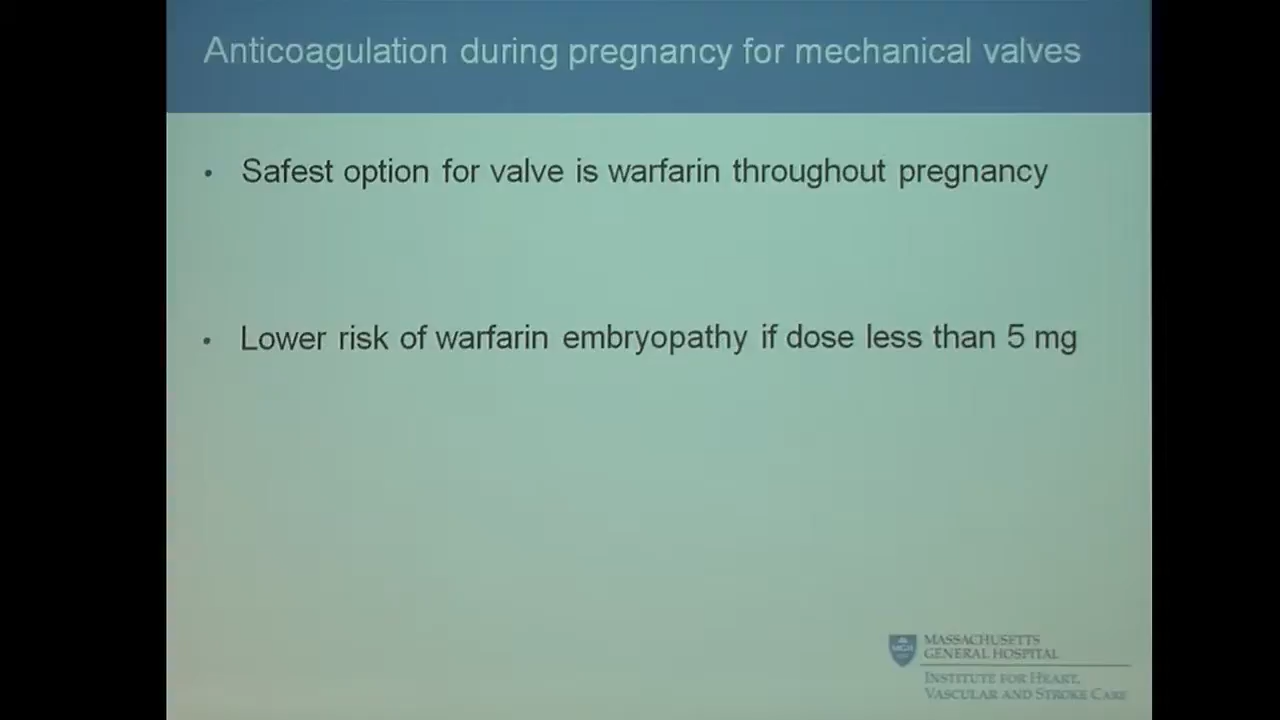 Anticoagulation during pregnancy for mechanical valves
• Safest option for valve is warfarin throughout pregnancy
• Lower risk of warfarin embryopathy if dose less than 5 mg
MASSACHUSETTS
GENERAL HOSPITAL
INSTITUTE FOR HEART,
VASCULAR AND STROKE CARE